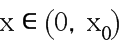 x ∈ (0, x₀)